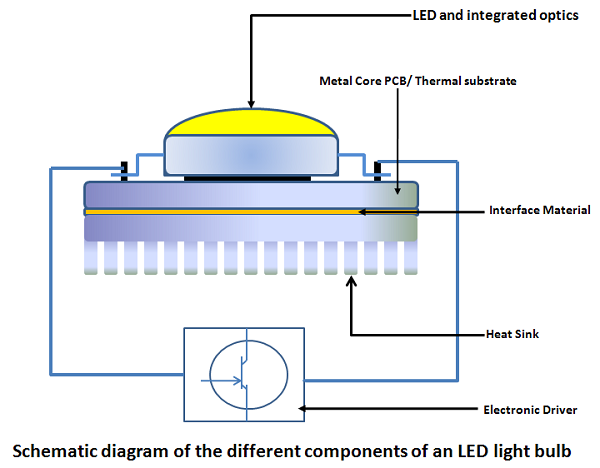 LED and integrated optics
Metal Core PCB/ Thermal substrate
Interface Material
Heat Sink
Electronic Driver
Schematic diagram of the different components of an LED light bulb